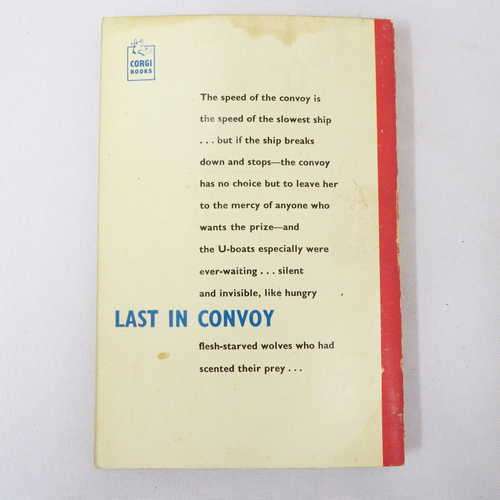 CORGI
BOOKS
The speed of the convoy is
the speed of the slowest ship
. . . but if the ship breaks
down and stops—the convoy
has no choice but to leave her
to the mercy of anyone who
wants the prize—and
the U-boats especially were
ever-waiting . . . silent
and invisible, like hungry
LAST IN CONVOY
flesh-starved wolves who had
scented their prey . . .